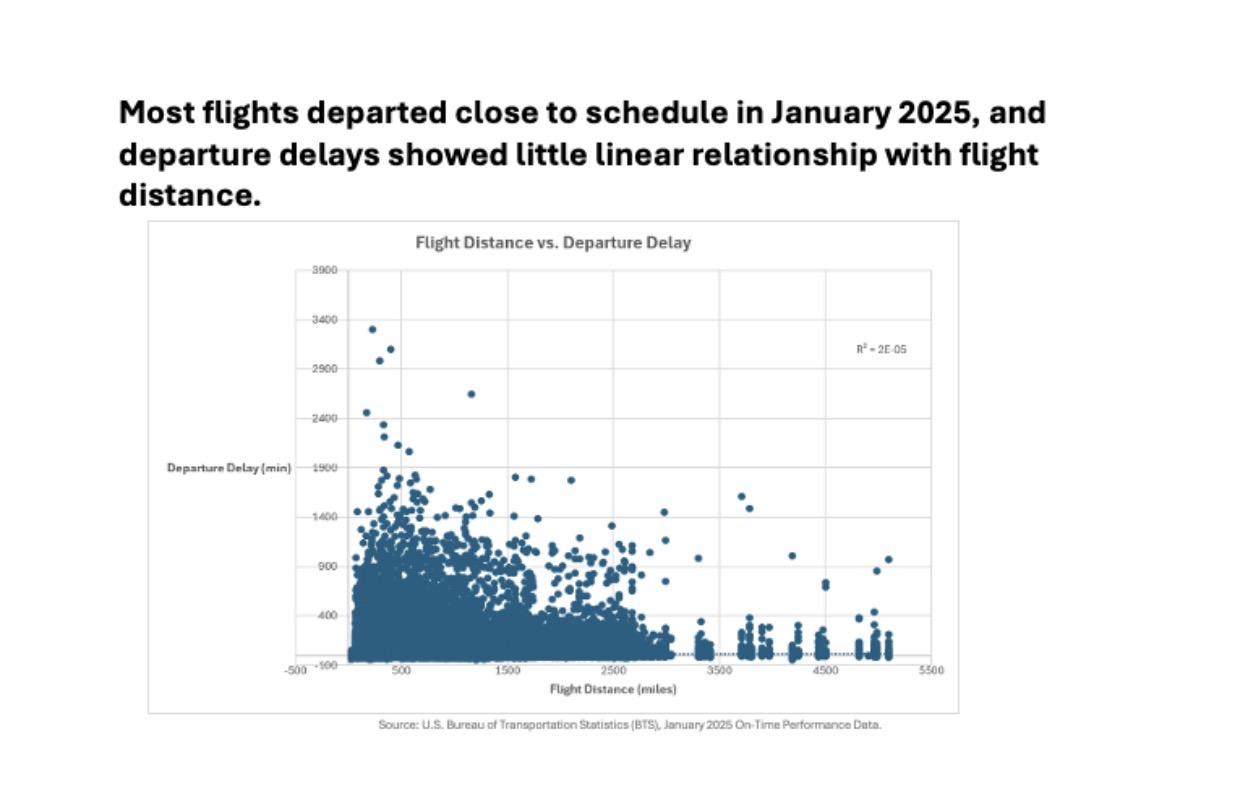 Most flights departed close to schedule in January 2025, and
departure delays showed little linear relationship with flight
distance.
Flight Distance vs. Departure Delay
3900
3400
R² = 2E-05
2900
2400
Departure Delay (min)
1900
1400
900
400
-100
-500 500 1500 2500 3500 4500 5500
Flight Distance (miles)
Source: U.S. Bureau of Transportation Statistics (BTS), January 2025 On-Time Performance Data.